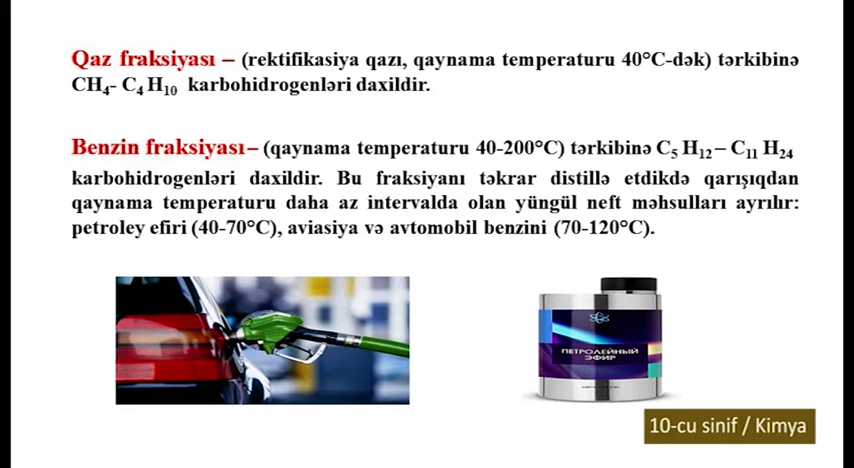 Qaz fraksiyası – (rektifikasiya qazı, qaynama temperaturu 40°C-dək) tərkibinə
CH₄- C₄ H₁₀ karbohidrogenləri daxildir.
Benzin fraksiyası– (qaynama temperaturu 40-200°C) tərkibinə C₅ H₁₂ – C₁₁ H₂₄
karbohidrogenləri daxildir. Bu fraksiyanı təkrar distillə etdikdə qarışıqdan
qaynama temperaturu daha az intervalda olan yüngül neft məhsulları ayrılır:
petroley efiri (40-70°C), aviasiya və avtomobil benzini (70-120°C).
ПЕТРОЛЕЙНЫЙ
ЭФИР
10-cu sinif / Kimya